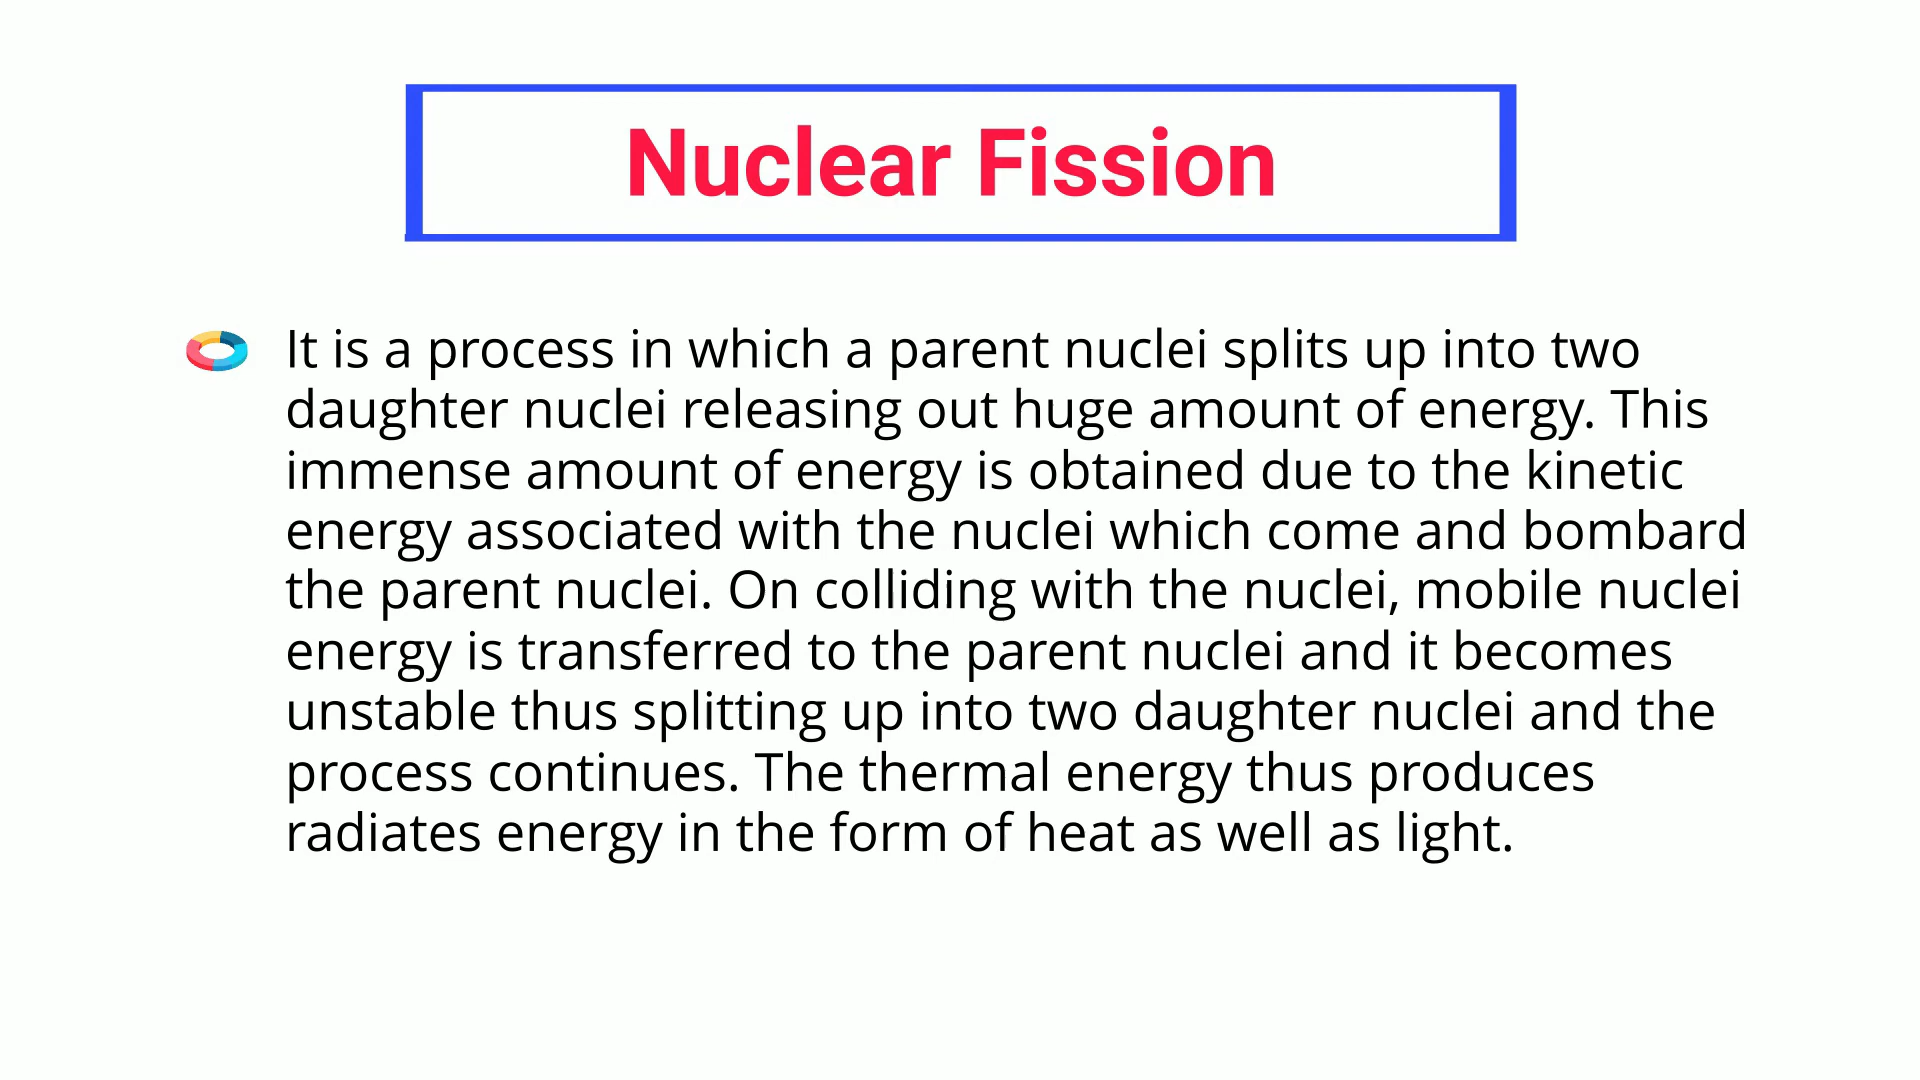 Nuclear Fission
It is a process in which a parent nuclei splits up into two
daughter nuclei releasing out huge amount of energy. This
immense amount of energy is obtained due to the kinetic
energy associated with the nuclei which come and bombard
the parent nuclei. On colliding with the nuclei, mobile nuclei
energy is transferred to the parent nuclei and it becomes
unstable thus splitting up into two daughter nuclei and the
process continues. The thermal energy thus produces
radiates energy in the form of heat as well as light.